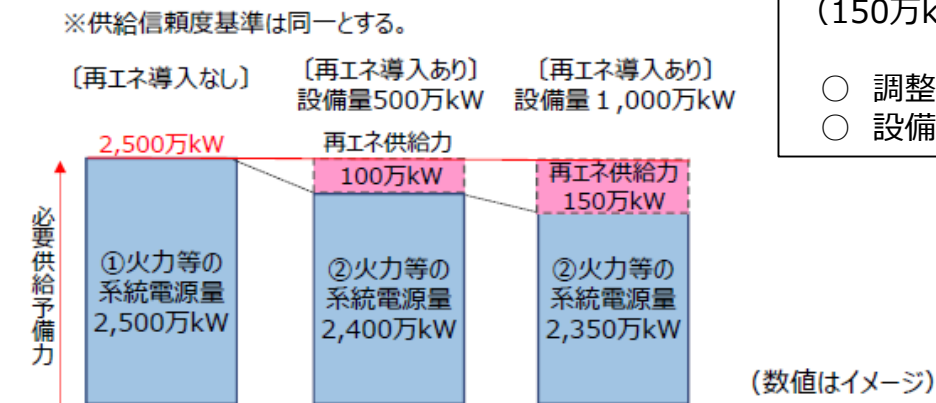 ※供給信頼度基準は同一とする。
(150万k
○ 調整
○ 設備
〔再エネ導入なし〕
〔再エネ導入あり〕
設備量500万kW
〔再エネ導入あり〕
設備量1,000万kW
2,500万kW
再エネ供給力
100万kW
再エネ供給力
150万kW
必要供給予備力
①火力等の
系統電源量
2,500万kW
②火力等の
系統電源量
2,400万kW
②火力等の
系統電源量
2,350万kW
(数値はイメージ)